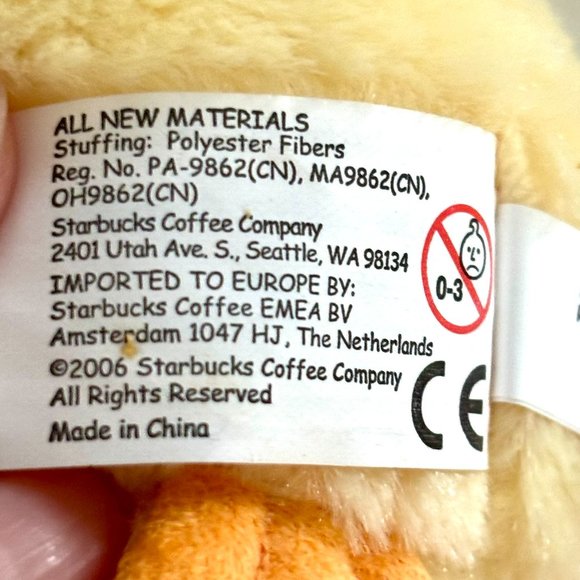 ALL NEW MATERIALS
Stuffing: Polyester Fibers
Reg. No. PA-9862(CN), MA9862(CN),
OH9862(CN)
Starbucks Coffee Company
2401 Utah Ave. S., Seattle, WA 98134
IMPORTED TO EUROPE BY:
Starbucks Coffee EMEA BV
Amsterdam 1047 HJ, The Netherlands
©2006 Starbucks Coffee Company
All Rights Reserved
Made in China
0-3
CE